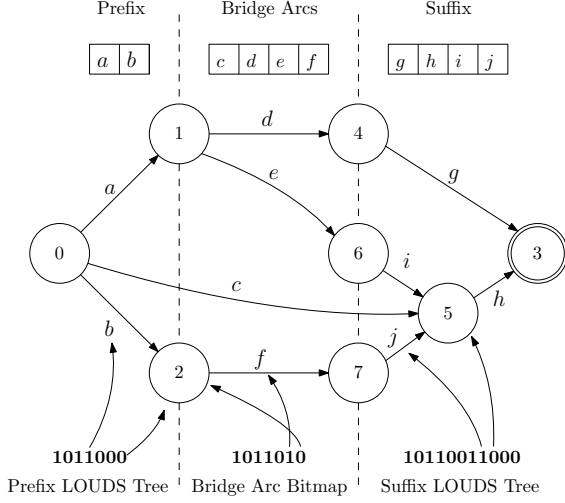 Prefix Bridge Arcs Suffix
a b c d e f g h i j
1 d 4
a e g
0 6 i 3
c 5 h
b j
2 f 7
1011000 1011010 10110011000
Prefix LOUDS Tree Bridge Arc Bitmap Suffix LOUDS Tree